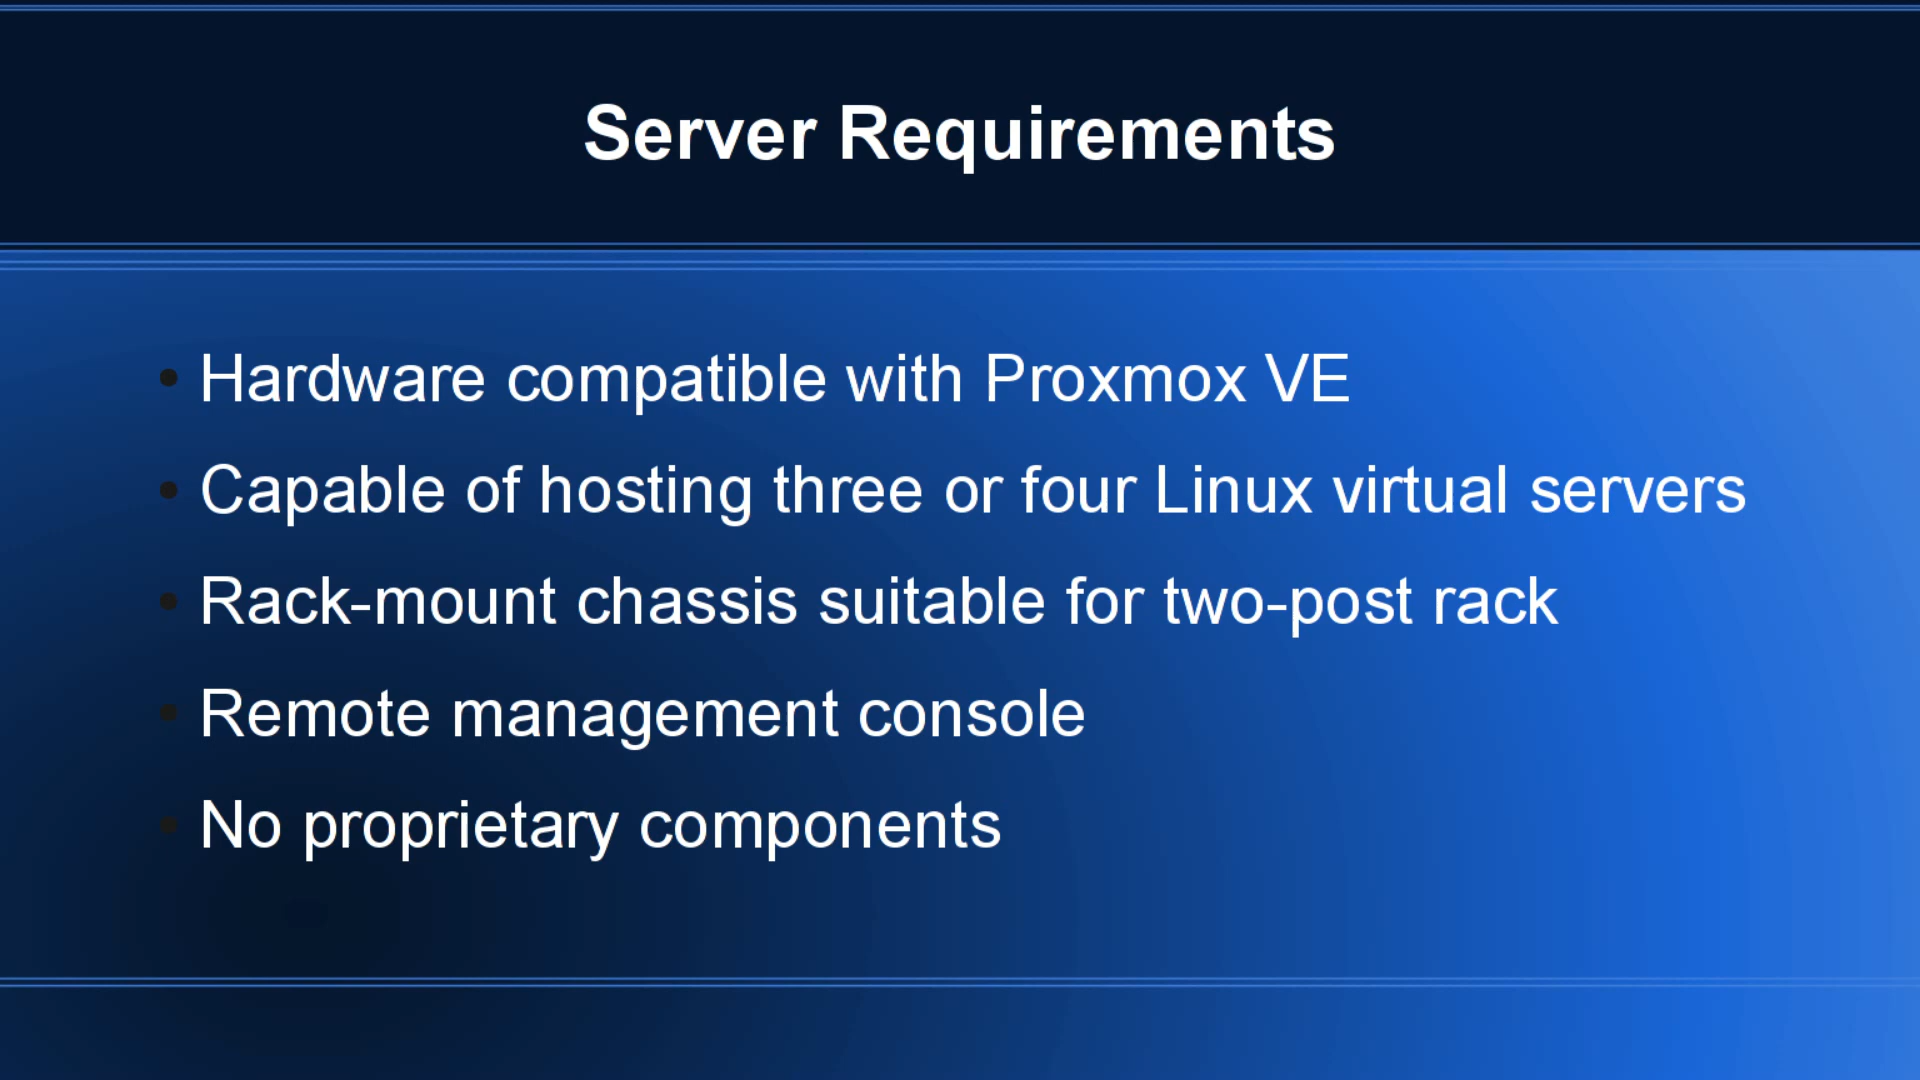 Server Requirements
• Hardware compatible with Proxmox VE
• Capable of hosting three or four Linux virtual servers
• Rack-mount chassis suitable for two-post rack
• Remote management console
• No proprietary components